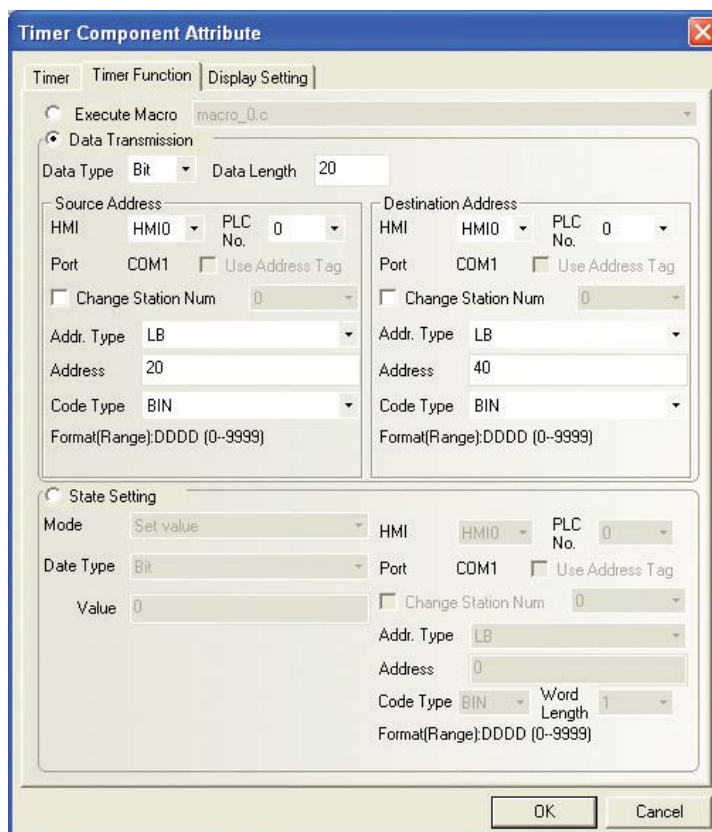 Timer Component Attribute
Timer Timer Function Display Setting
Execute Macro macro_0.c
Data Transmission
Data Type Bit Data Length 20
Source Address
HMI HMI0 PLC No. 0
Port COM1 Use Address Tag
Change Station Num 0
Addr. Type LB
Address 20
Code Type BIN
Format(Range):DDDD (0--9999)
Destination Address
HMI HMI0 PLC No. 0
Port COM1 Use Address Tag
Change Station Num 0
Addr. Type LB
Address 40
Code Type BIN
Format(Range):DDDD (0--9999)
State Setting
Mode Set value
Date Type Bit
Value 0
HMI HMI0 PLC No. 0
Port COM1 Use Address Tag
Change Station Num 0
Addr. Type LB
Address 0
Code Type BIN Word Length 1
Format(Range):DDDD (0--9999)
OK Cancel